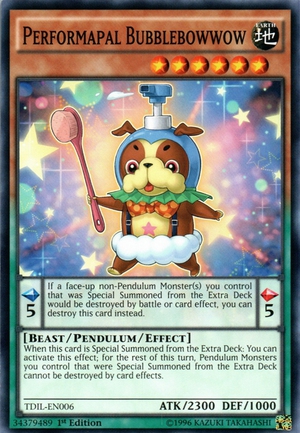 PERFORMAPAL BUBBLEBOWWOW
EARTH
地
If a face-up non-Pendulum Monster(s) you control
that was Special Summoned from the Extra Deck
would be destroyed by battle or card effect, you can
destroy this card instead.
5
5
[BEAST/PENDULUM/EFFECT]
When this card is Special Summoned from the Extra Deck: You can
activate this effect; for the rest of this turn, Pendulum Monsters
you control that were Special Summoned from the Extra Deck
cannot be destroyed by card effects.
TDIL-EN006
ATK/2300 DEF/1000
34379489
1st Edition
©1996 KAZUKI TAKAHASHI